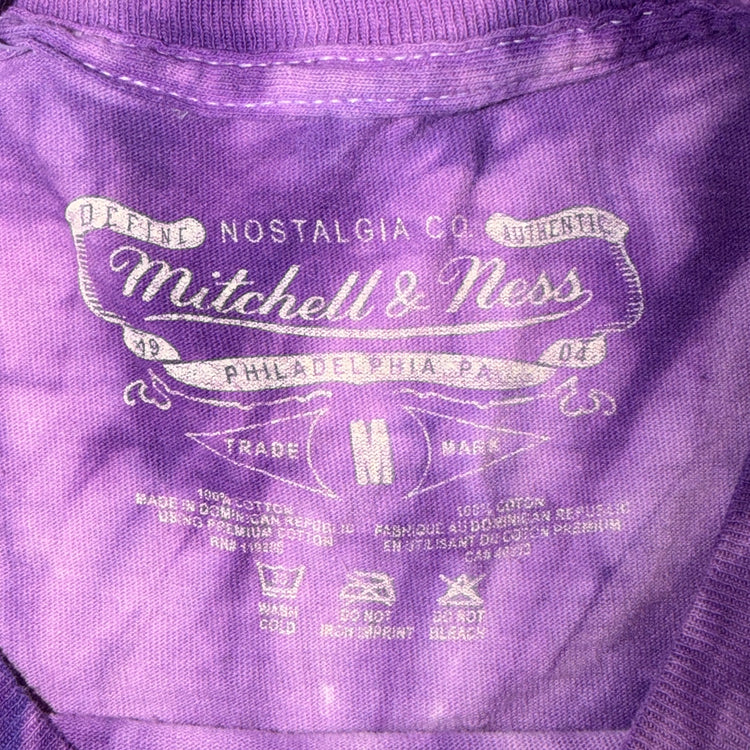 DEFINE NOSTALGIA CO. AUTHENTIC
Mitchell & Ness
19 04
PHILADELPHIA, PA.
TRADE M MARK
100% COTTON
MADE IN DOMINICAN REPUBLIC
USING PREMIUM COTTON
RN#
100% COTON
FABRIQUE AU DOMINICAN REPUBLIC
EN UTILISANT DU COTON PREMIUM
CA#
WASH
COLD
DO NOT
IRON IMPRINT
DO NOT
BLEACH